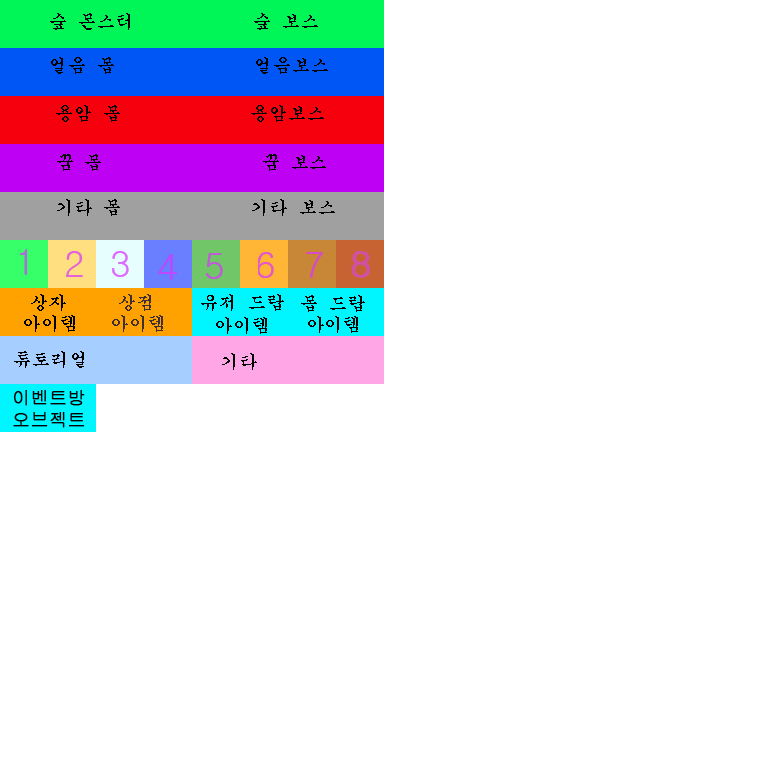 숲 몬스터 숲 보스
얼음 몹 얼음보스
용암 몹 용암보스
꿈 몹 꿈 보스
기타 몹 기타 보스
1 2 3 4 5 6 7 8
상자 상점 유저 드랍 몹 드랍
아이템 아이템 아이템 아이템
튜토리얼 기타
이벤트방
오브젝트